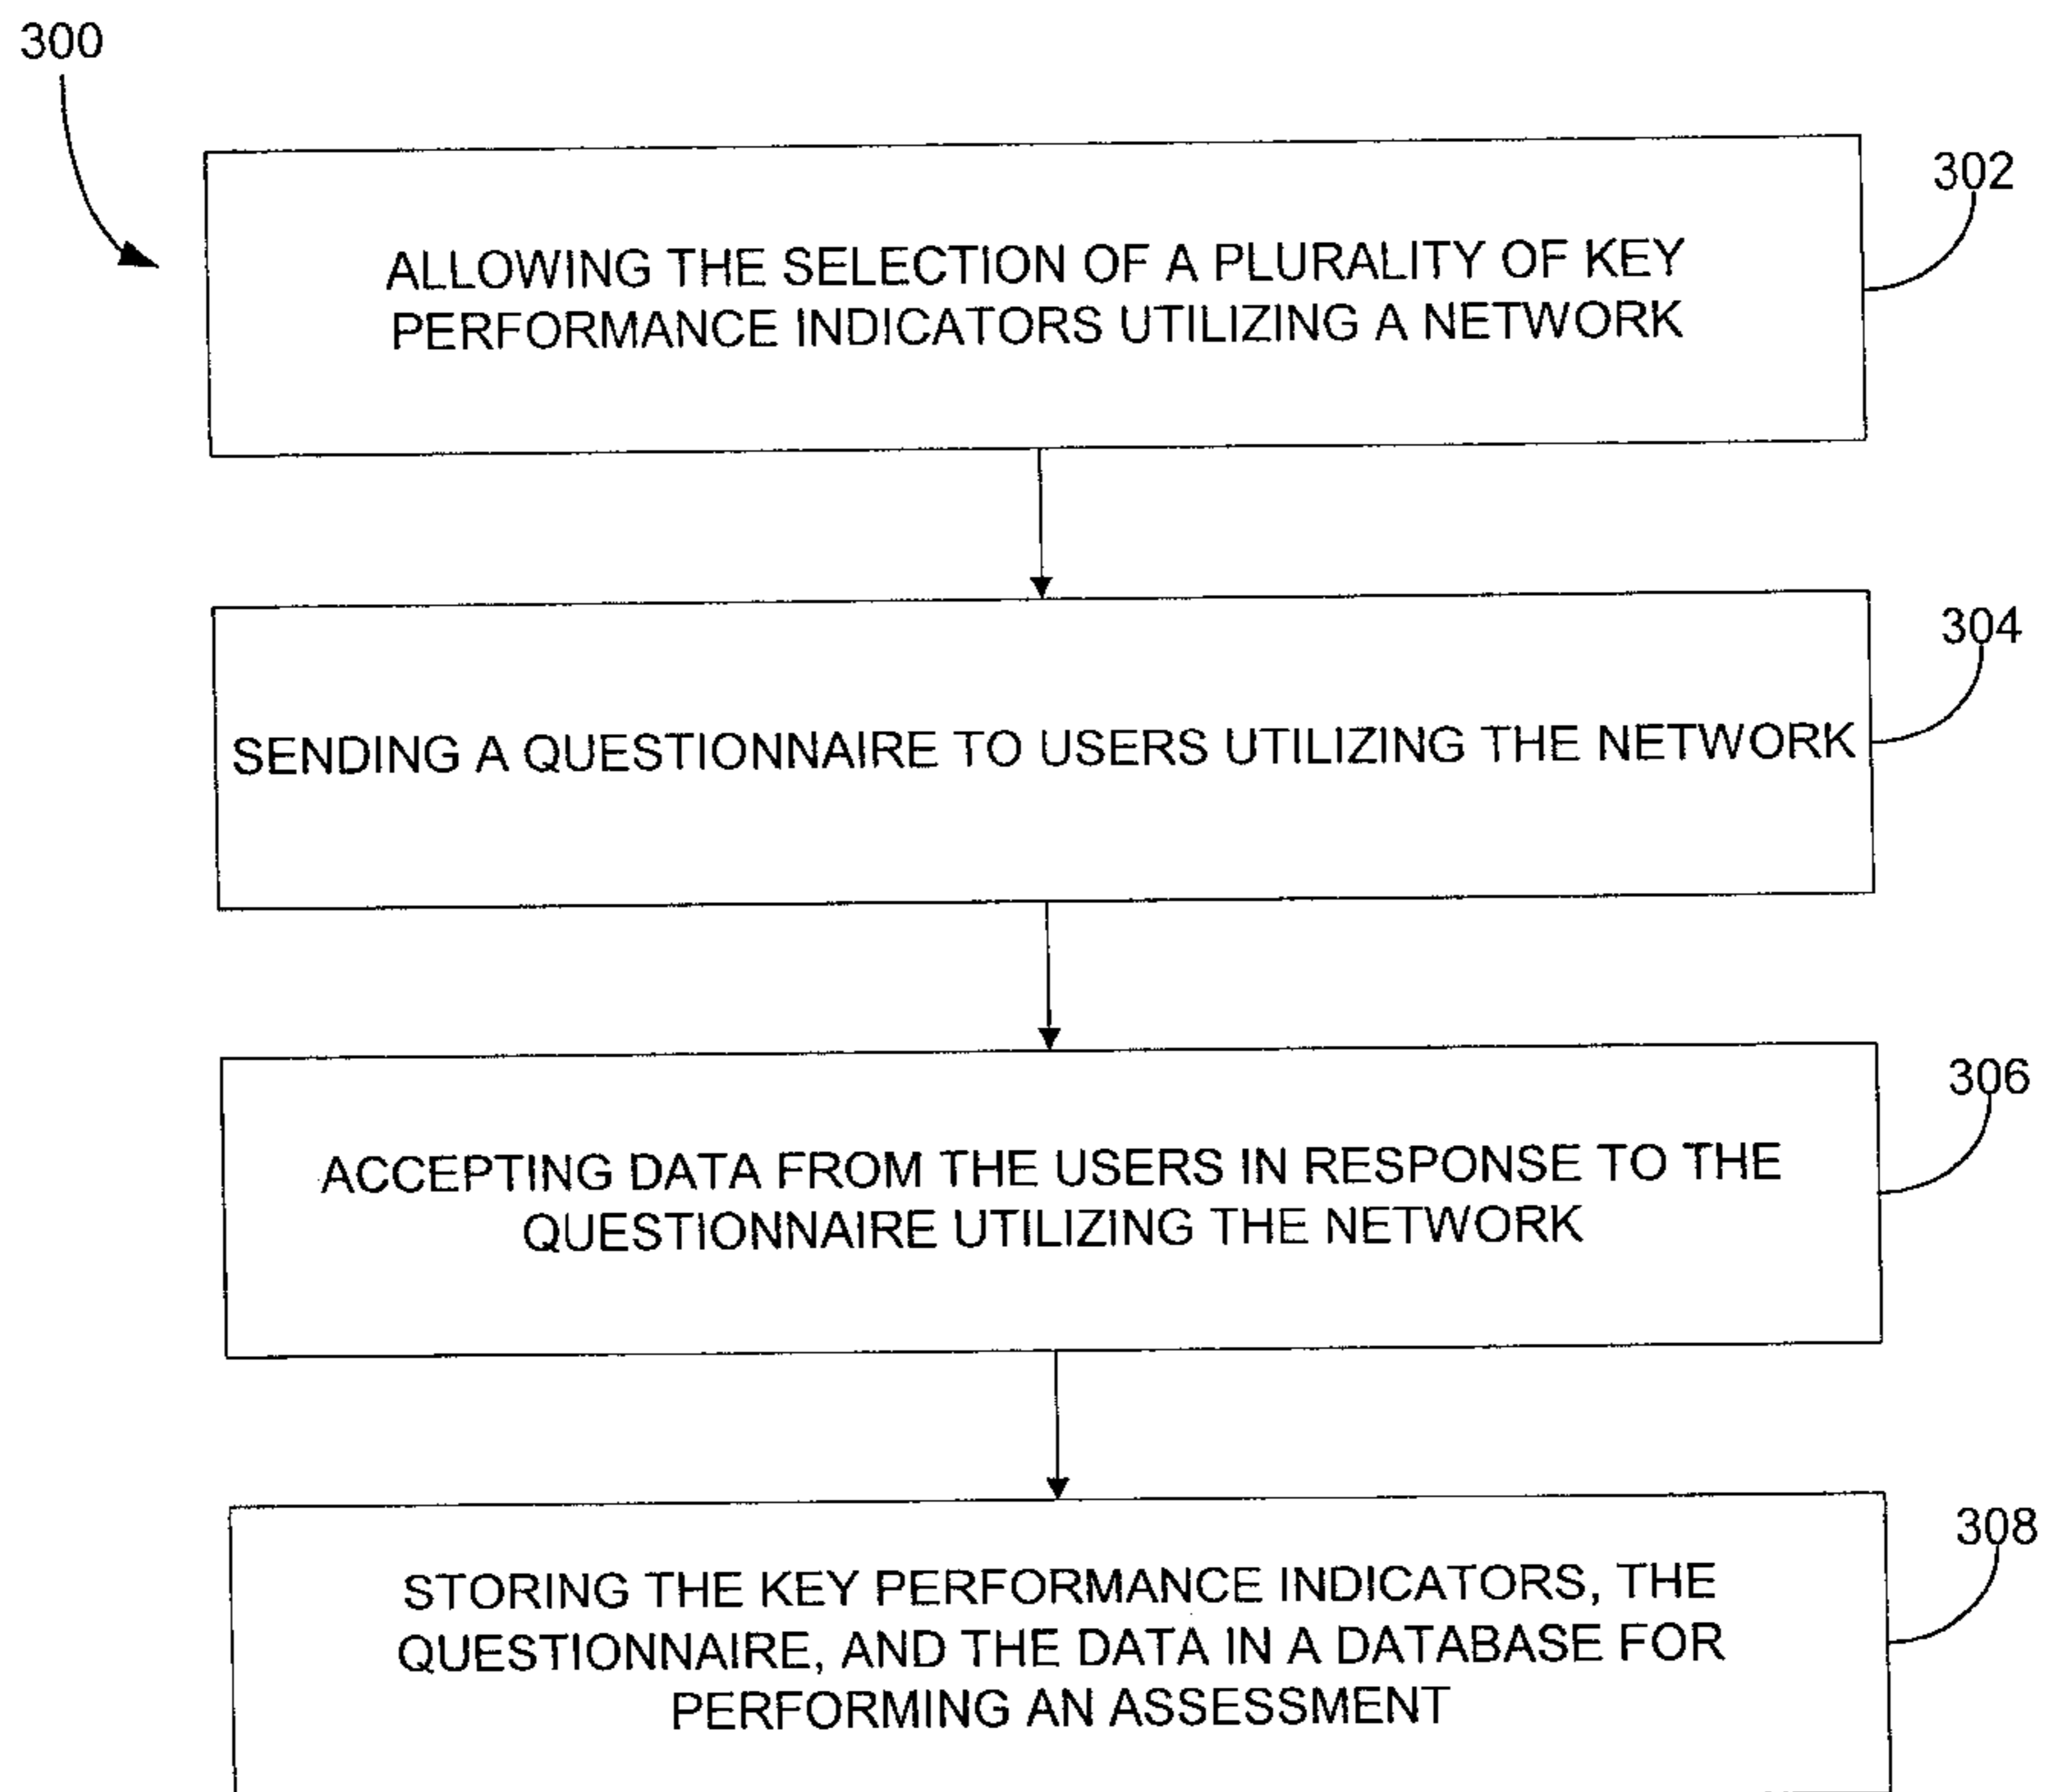 300
302
ALLOWING THE SELECTION OF A PLURALITY OF KEY
PERFORMANCE INDICATORS UTILIZING A NETWORK
304
SENDING A QUESTIONNAIRE TO USERS UTILIZING THE NETWORK
306
ACCEPTING DATA FROM THE USERS IN RESPONSE TO THE
QUESTIONNAIRE UTILIZING THE NETWORK
308
STORING THE KEY PERFORMANCE INDICATORS, THE
QUESTIONNAIRE, AND THE DATA IN A DATABASE FOR
PERFORMING AN ASSESSMENT